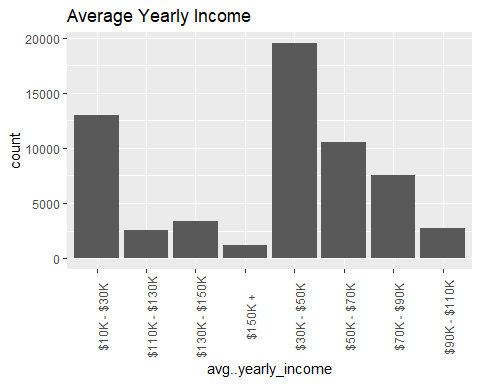 Average Yearly Income
20000
15000
10000
5000
0
count
$10K - $30K
$110K - $130K
$130K - $150K
$150K +
$30K - $50K
$50K - $70K
$70K - $90K
$90K - $110K
avg..yearly_income